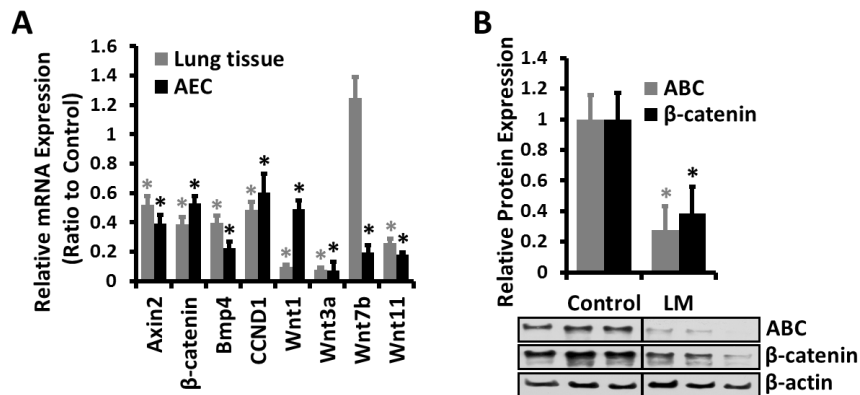 A
Relative mRNA Expression
(Ratio to Control)
1.6
1.4
1.2
1
0.8
0.6
0.4
0.2
0
Lung tissue
AEC
* * * * * * * * * * * * * * *
Axin2
β-catenin
Bmp4
CCND1
Wnt1
Wnt3a
Wnt7b
Wnt11
B
Relative Protein Expression
1.4
1.2
1
0.8
0.6
0.4
0.2
0
ABC
β-catenin
* *
Control LM
ABC
β-catenin
β-actin